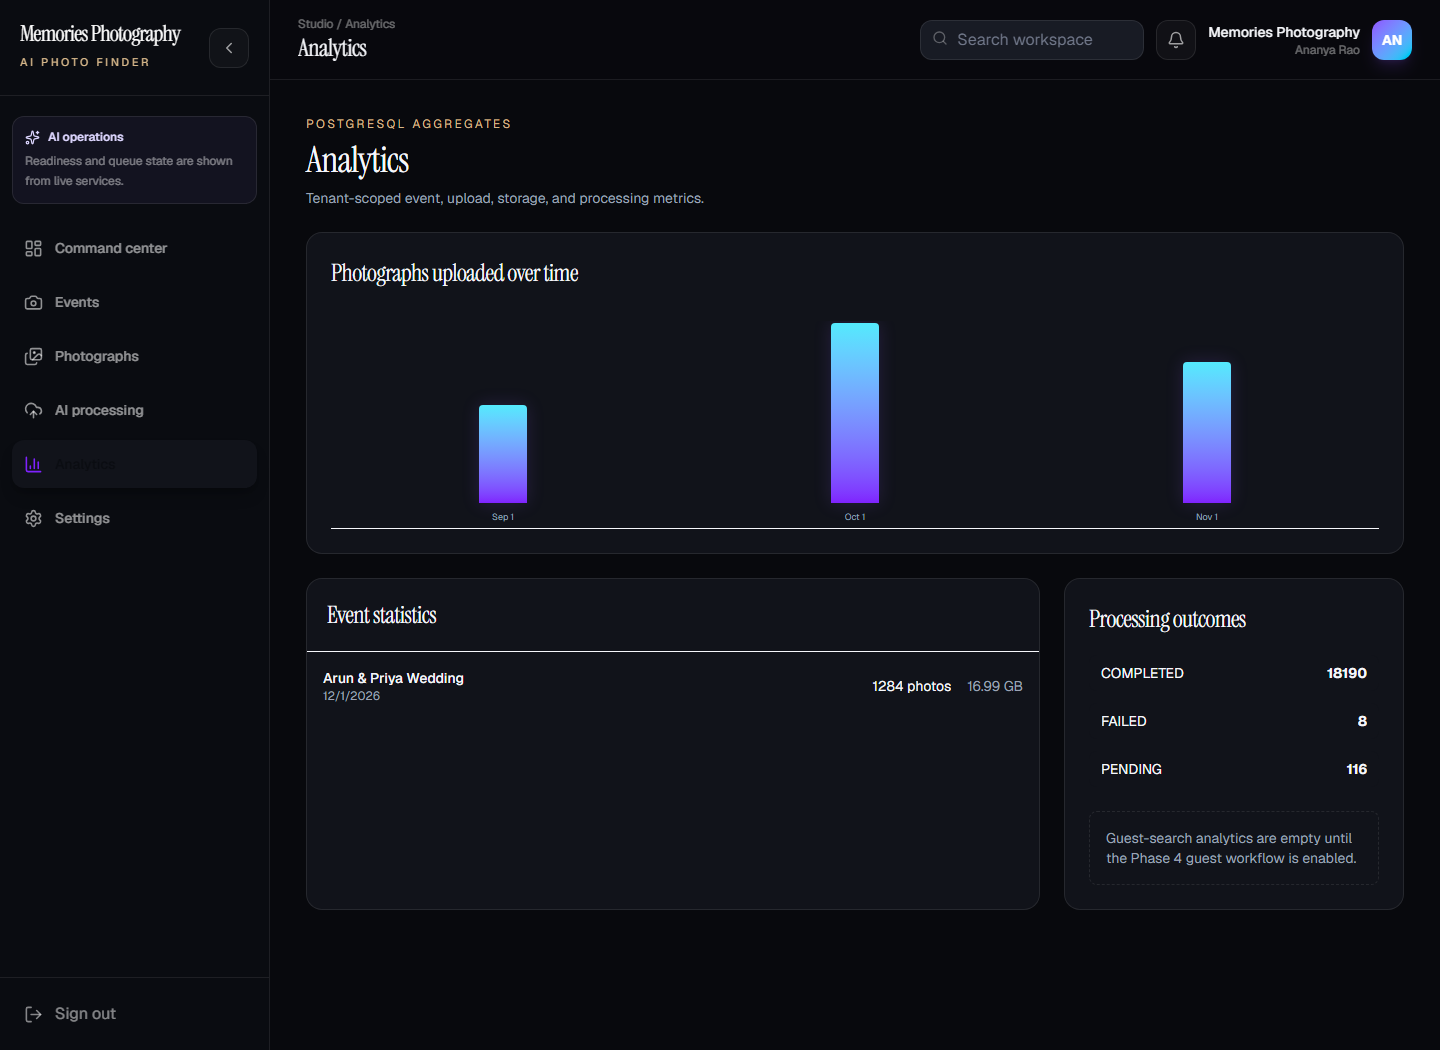 Memories Photography
AI PHOTO FINDER
AI operations
Readiness and queue state are shown
from live services.
Command center
Events
Photographs
AI processing
Analytics
Settings
Sign out
Studio / Analytics
Analytics
Search workspace
Memories Photography
Ananya Rao
AN
POSTGRESQL AGGREGATES
Analytics
Tenant-scoped event, upload, storage, and processing metrics.
Photographs uploaded over time
Sep 1
Oct 1
Nov 1
Event statistics
Arun & Priya Wedding
12/1/2026
1284 photos
16.99 GB
Processing outcomes
COMPLETED 18190
FAILED 8
PENDING 116
Guest-search analytics are empty until
the Phase 4 guest workflow is enabled.